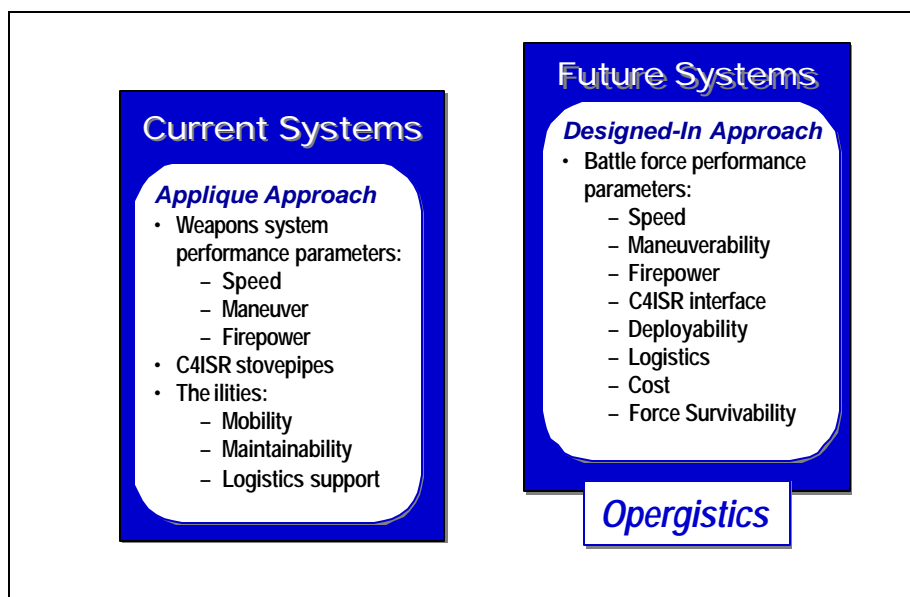 Current Systems
Applique Approach
• Weapons system
performance parameters:
– Speed
– Maneuver
– Firepower
• C4ISR stovepipes
• The ilities:
– Mobility
– Maintainability
– Logistics support
Future Systems
Designed-In Approach
• Battle force performance
parameters:
– Speed
– Maneuverability
– Firepower
– C4ISR interface
– Deployability
– Logistics
– Cost
– Force Survivability
Opergistics